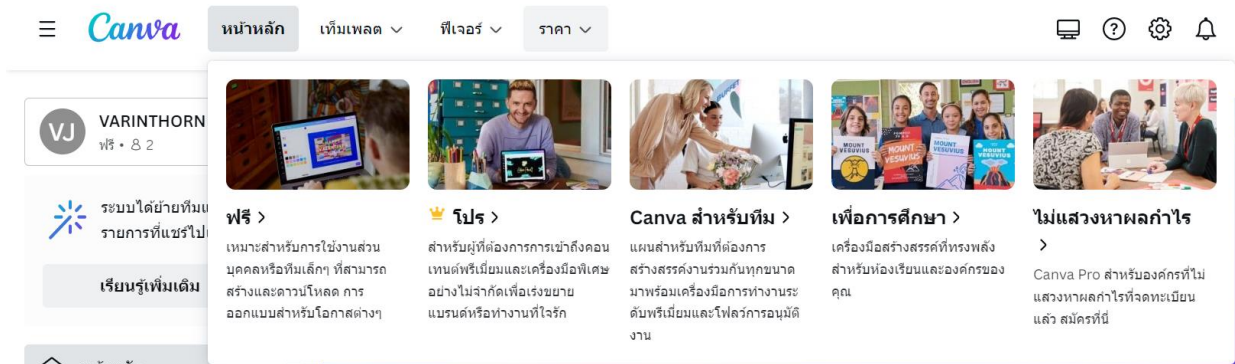 Canva
หน้าหลัก
เท็มเพลต
ฟีเจอร์
ราคา
VJ
VARINTHORN
ฟรี • 2
ระบบได้ย้ายทีมแ
รายการที่แชร์ไป
เรียนรู้เพิ่มเติม
ฟรี >
เหมาะสำหรับการใช้งานส่วน
บุคคลหรือทีมเล็กๆ ที่สามารถ
สร้างและดาวน์โหลด การ
ออกแบบสำหรับโอกาสต่างๆ
โปร >
สำหรับผู้ที่ต้องการการเข้าถึงคอน
เทนต์พรีเมี่ยมและเครื่องมือพิเศษ
อย่างไม่จำกัดเพื่อเร่งขยาย
แบรนด์หรือทำงานที่ใจรัก
Canva สำหรับทีม >
แผนสำหรับทีมที่ต้องการ
สร้างสรรค์งานร่วมกันทุกขนาด
มาพร้อมเครื่องมือการทำงานระ
ดับพรีเมี่ยมและโฟลว์การอนุมัติ
งาน
MOUNT
VESUVIUS
MOUNT
VESUVIUS
MOUNT
VESUVIUS
เพื่อการศึกษา >
เครื่องมือสร้างสรรค์ที่ทรงพลัง
สำหรับห้องเรียนและองค์กรของ
คุณ
ไม่แสวงหาผลกำไร
>
Canva Pro สำหรับองค์กรที่ไม่
แสวงหาผลกำไรที่จดทะเบียน
แล้ว สมัครที่นี่